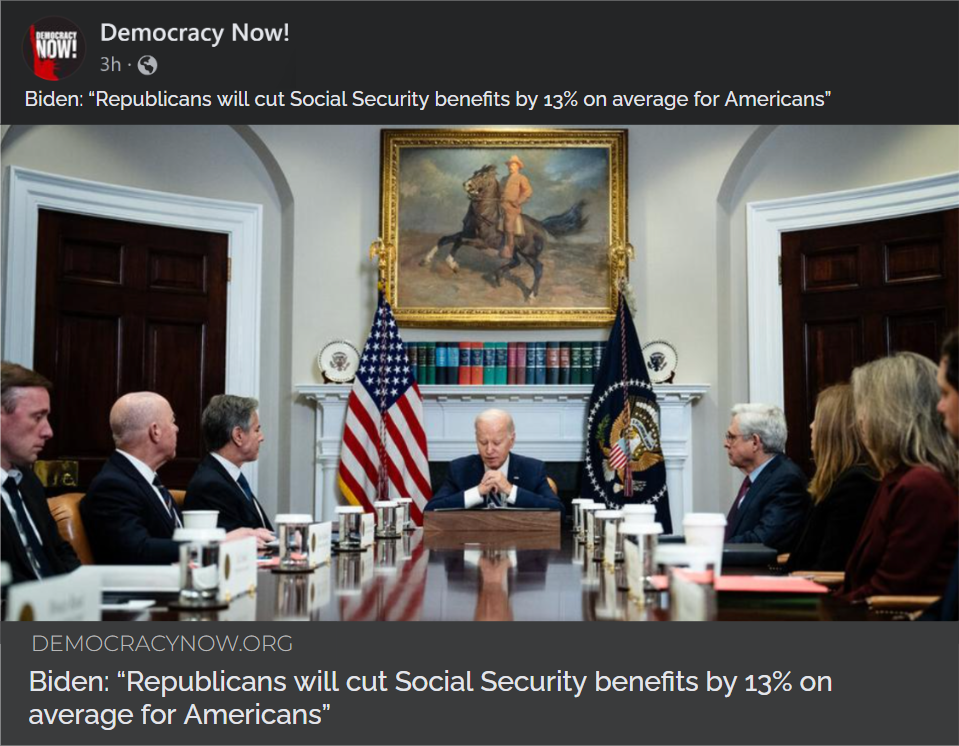 DEMOCRACY
NOW!
Democracy Now!
3h ·
Biden: “Republicans will cut Social Security benefits by 13% on average for Americans”
DEMOCRACYNOW.ORG
Biden: “Republicans will cut Social Security benefits by 13% on
average for Americans”